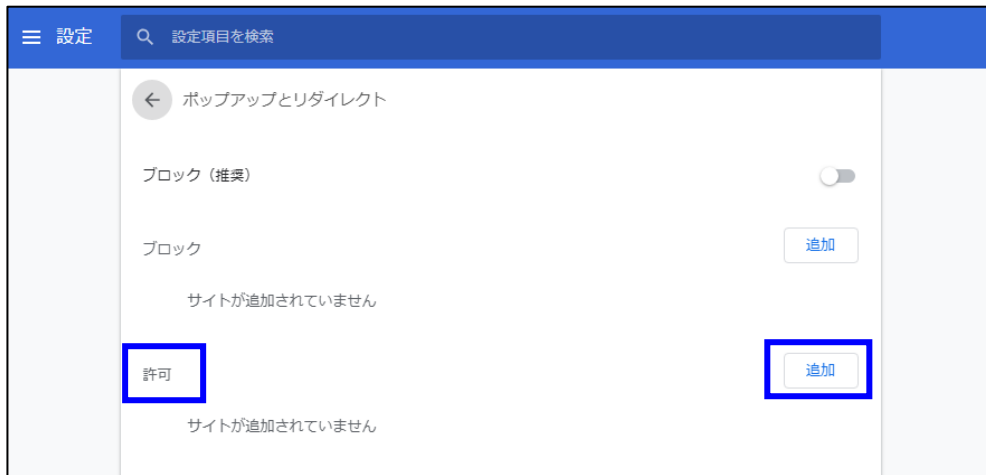 設定
設定項目を検索
ポップアップとリダイレクト
ブロック（推奨）
ブロック
追加
サイトが追加されていません
許可
追加
サイトが追加されていません